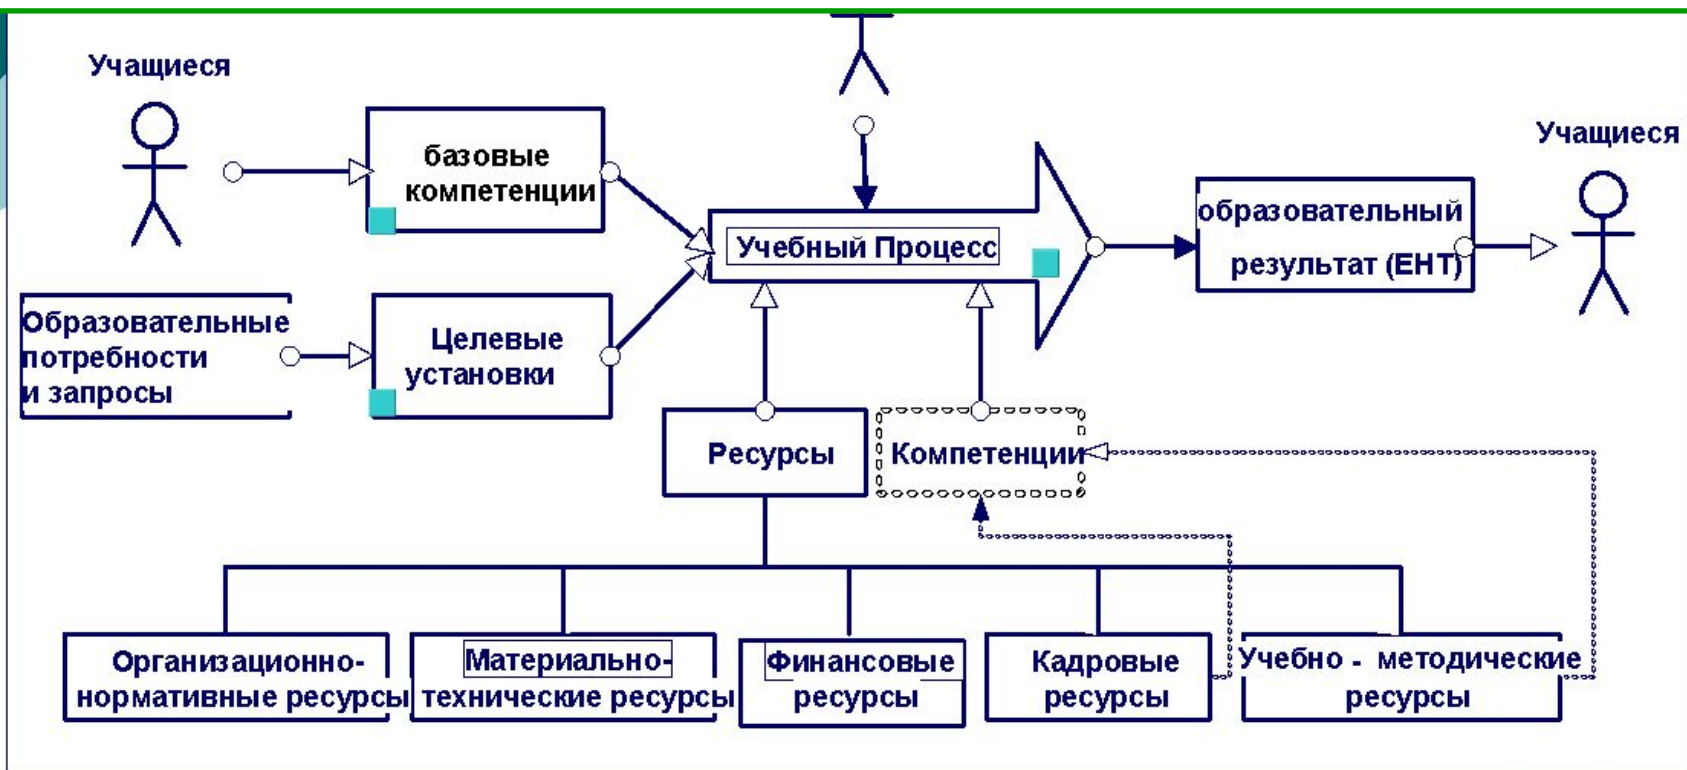 Учащиеся
базовые
компетенции
Учащиеся
Учебный Процесс
образовательный
результат (ЕНТ)
Образовательные
потребности
и запросы
Целевые
установки
Ресурсы
Компетенции
Организационно-
нормативные ресурсы
Материально-
технические ресурсы
Финансовые
ресурсы
Кадровые
ресурсы
Учебно - методические
ресурсы